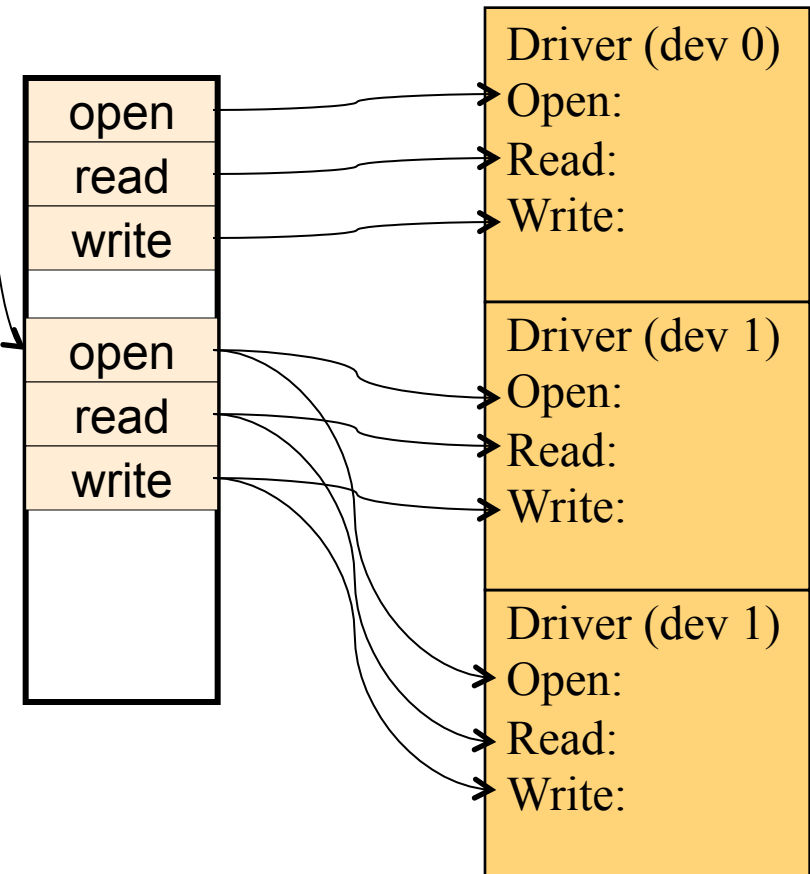 open
read
write
open
read
write
Driver (dev 0)
Open:
Read:
Write:
Driver (dev 1)
Open:
Read:
Write:
Driver (dev 1)
Open:
Read:
Write: